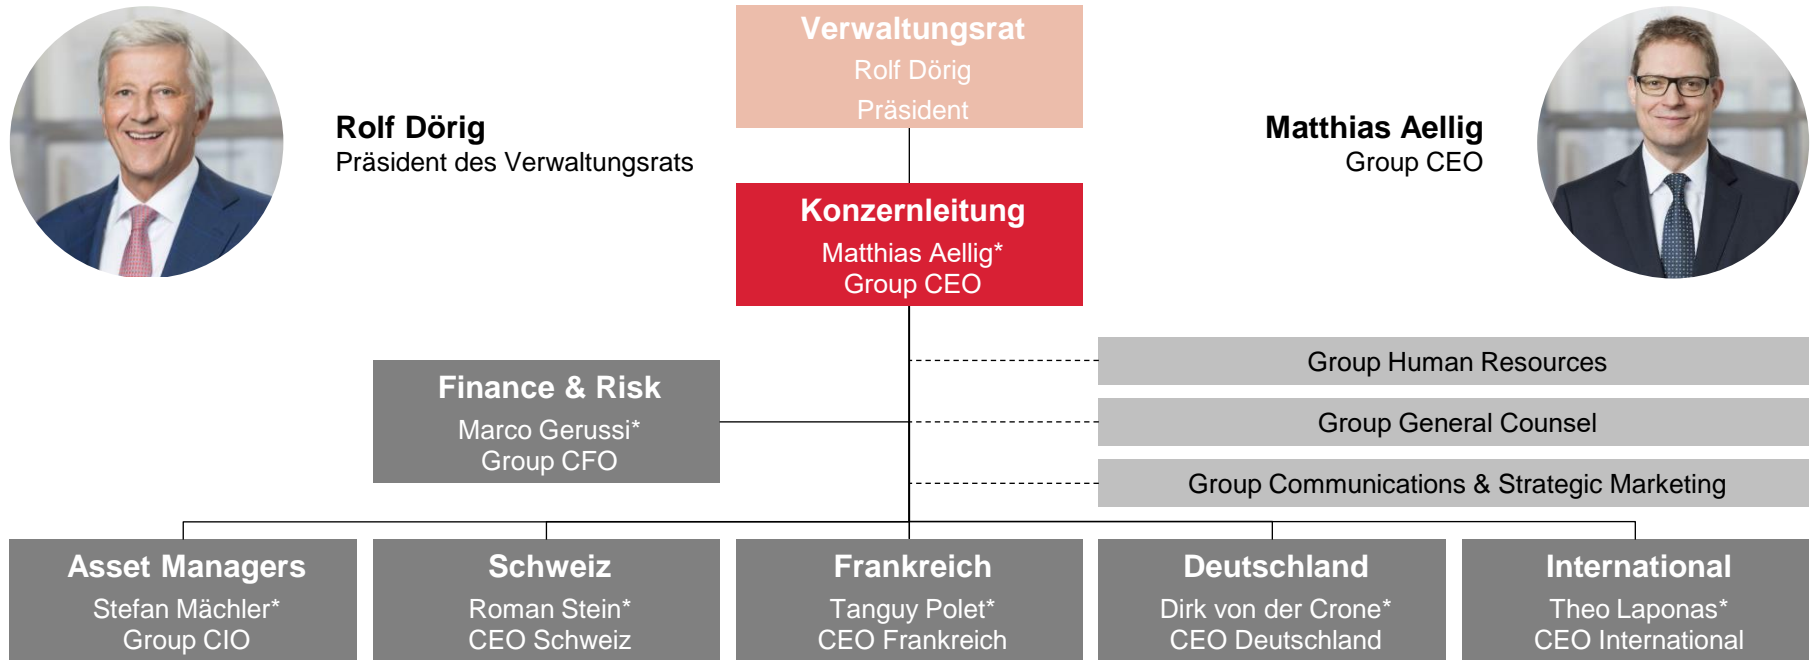 Verwaltungsrat
Rolf Dörig
Präsident
Rolf Dörig
Präsident des Verwaltungsrats
Matthias Aellig
Group CEO
Konzernleitung
Matthias Aellig*
Group CEO
Finance & Risk
Marco Gerussi*
Group CFO
Group Human Resources
Group General Counsel
Group Communications & Strategic Marketing
Asset Managers
Stefan Mächler*
Group CIO
Schweiz
Roman Stein*
CEO Schweiz
Frankreich
Tanguy Polet*
CEO Frankreich
Deutschland
Dirk von der Crone*
CEO Deutschland
International
Theo Laponas*
CEO International